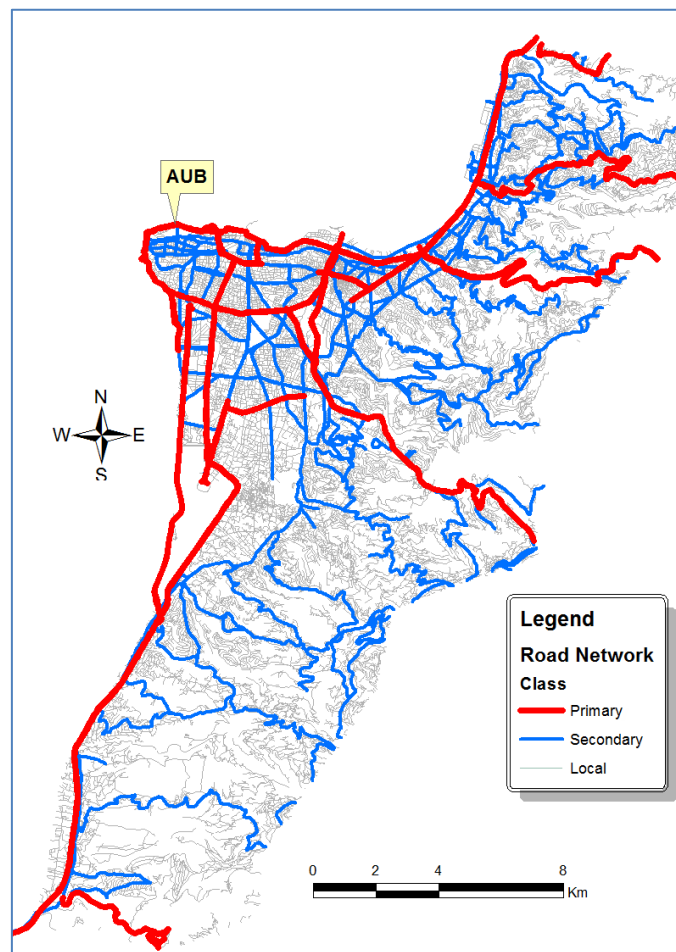 AUB
N
W E
S
Legend
Road Network
Class
Primary
Secondary
Local
0 2 4 8
Km